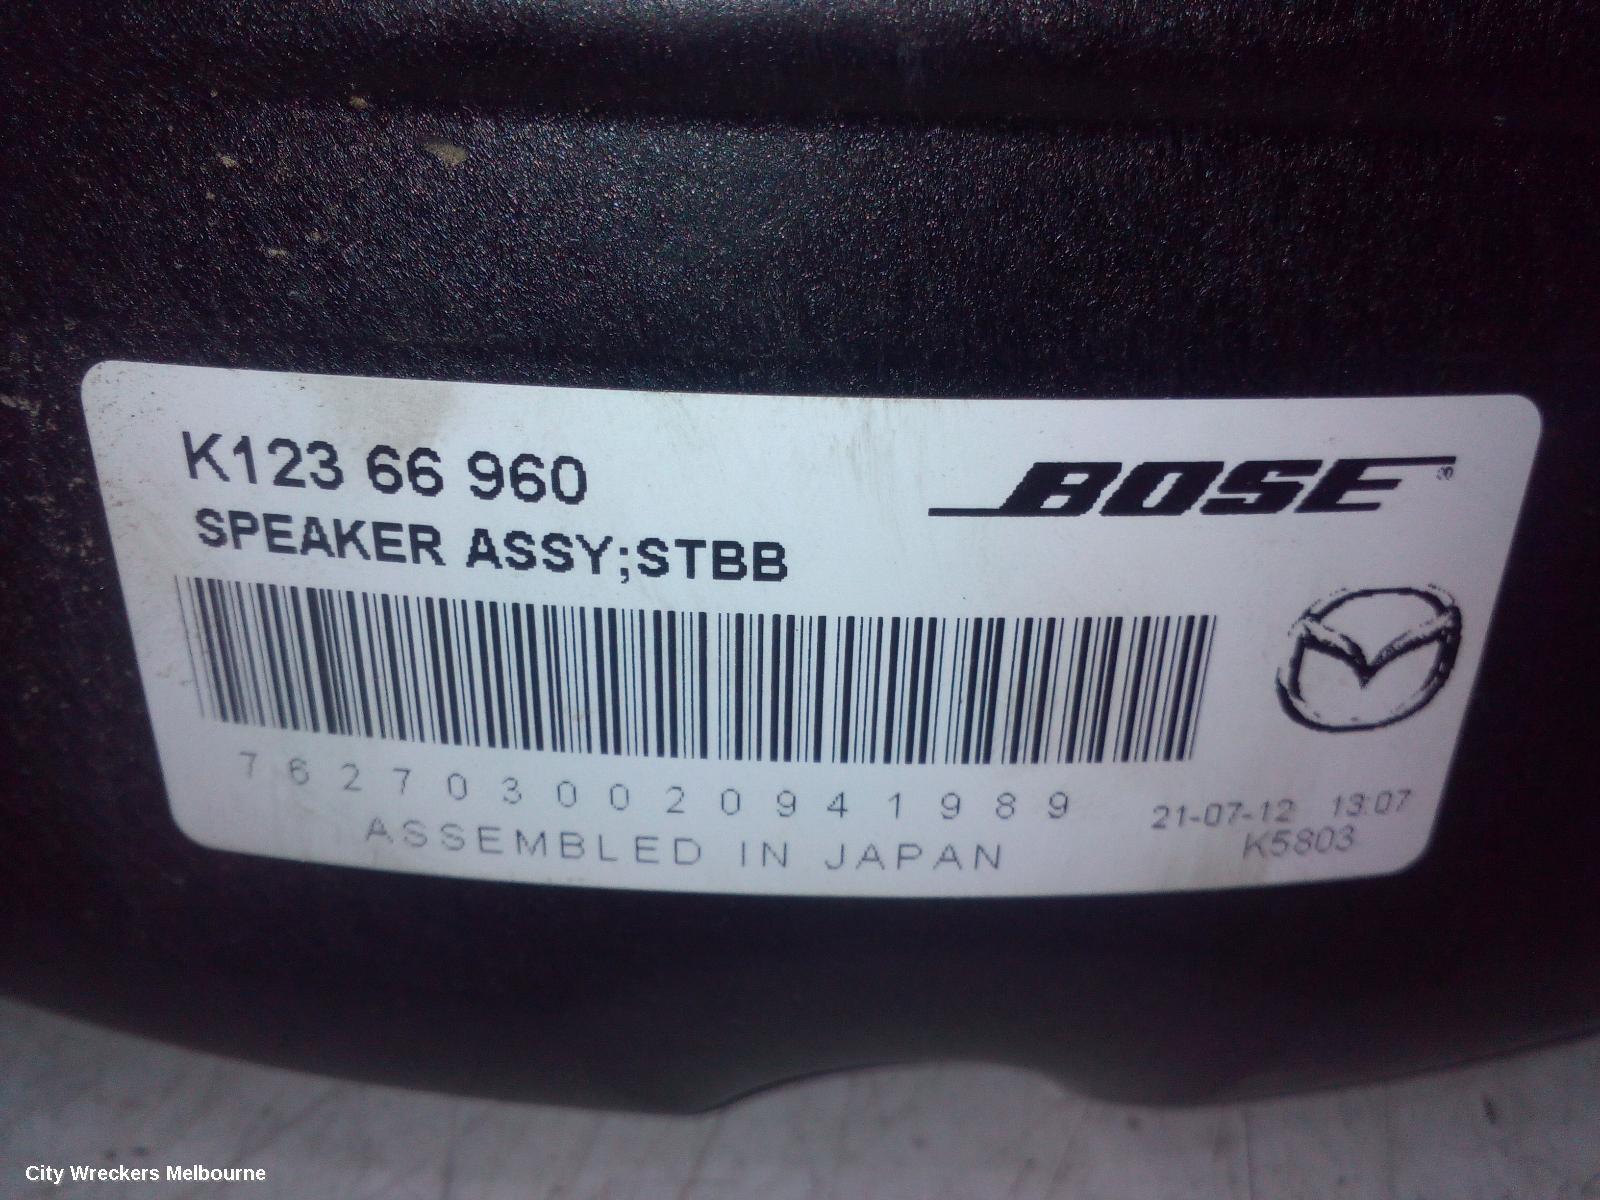 K123 66 960
BOSE®
SPEAKER ASSY;STBB
7627030020941989
21-07-12 13:07
ASSEMBLED IN JAPAN
K5803
City Wreckers Melbourne